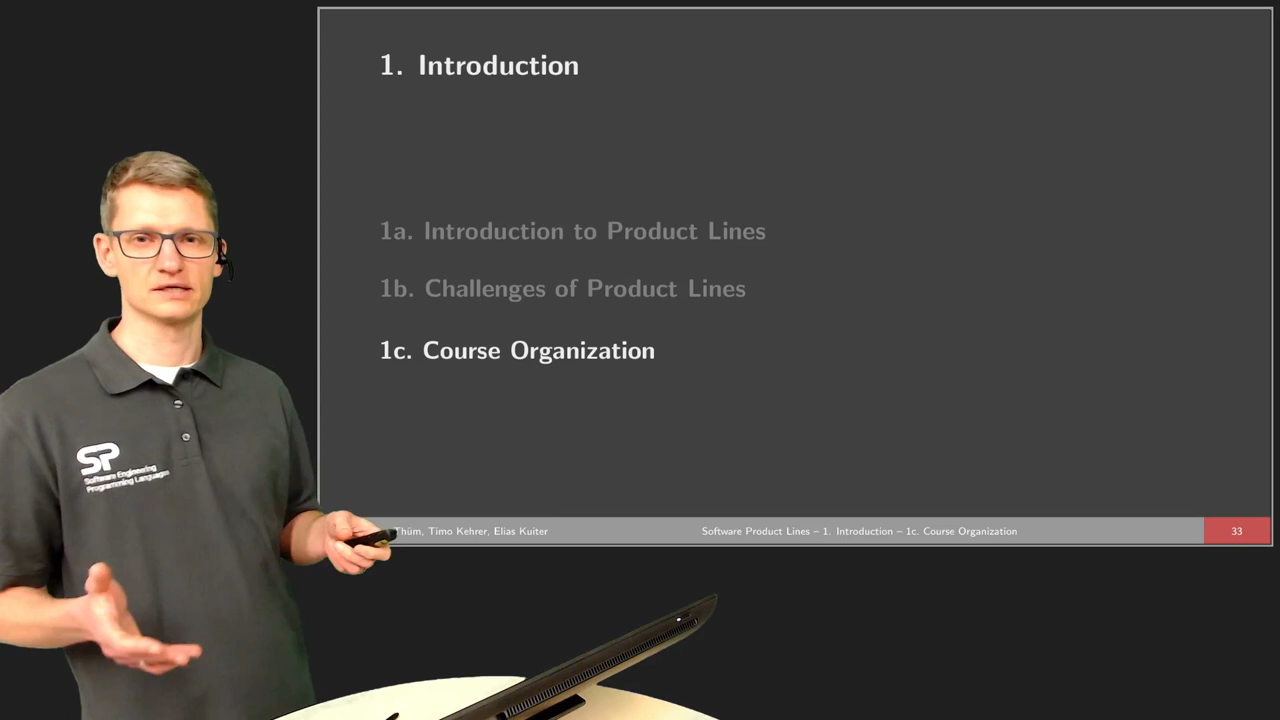 1. Introduction
1a. Introduction to Product Lines
1b. Challenges of Product Lines
1c. Course Organization
SP
Software Engineering
Programming Languages
Thüm, Timo Kehrer, Elias Kuiter
Software Product Lines – 1. Introduction – 1c. Course Organization
33